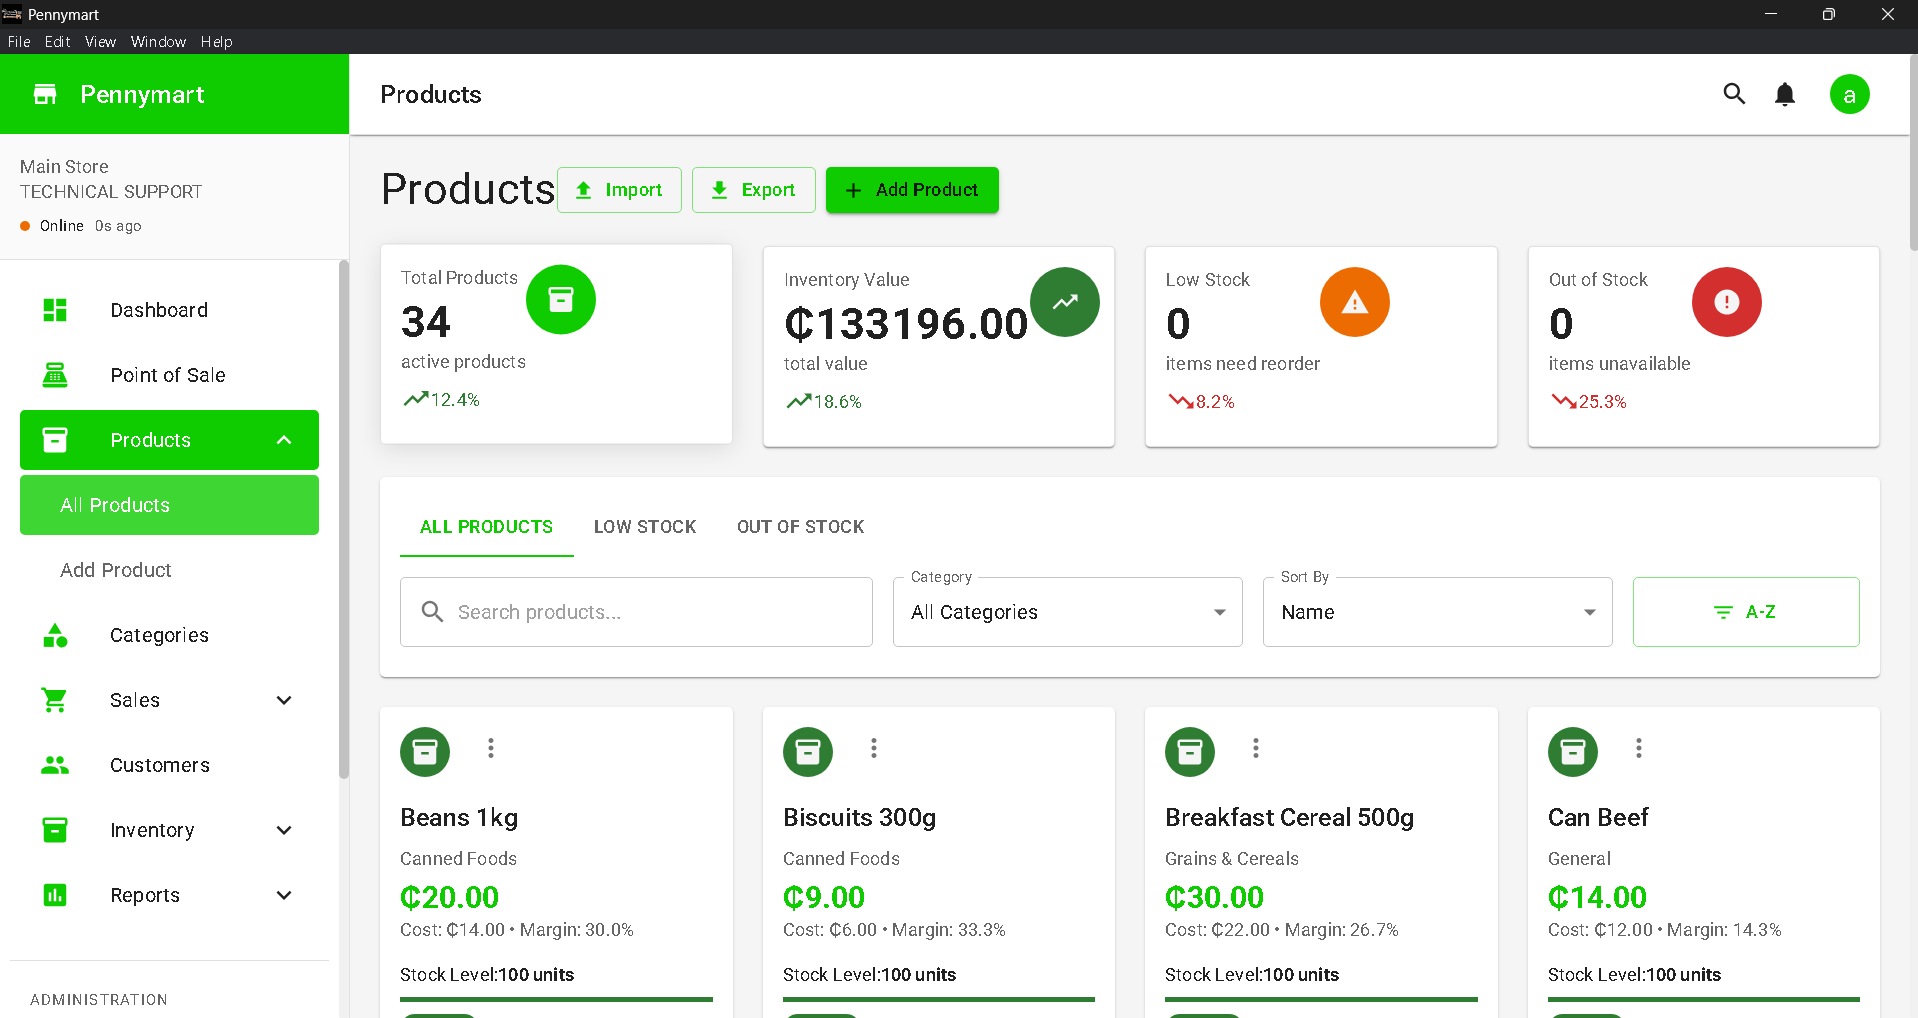 Pennymart
File Edit View Window Help
Pennymart
Products
a
Main Store
TECHNICAL SUPPORT
Online 0s ago
Dashboard
Point of Sale
Products
All Products
Add Product
Categories
Sales
Customers
Inventory
Reports
ADMINISTRATION
Products
Import
Export
Add Product
Total Products
34
active products
12.4%
Inventory Value
₵133196.00
total value
18.6%
Low Stock
0
items need reorder
8.2%
Out of Stock
0
items unavailable
25.3%
ALL PRODUCTS LOW STOCK OUT OF STOCK
Search products...
Category
All Categories
Sort By
Name
A-Z
Beans 1kg
Canned Foods
₵20.00
Cost: ₵14.00 • Margin: 30.0%
Stock Level:100 units
Biscuits 300g
Canned Foods
₵9.00
Cost: ₵6.00 • Margin: 33.3%
Stock Level:100 units
Breakfast Cereal 500g
Grains & Cereals
₵30.00
Cost: ₵22.00 • Margin: 26.7%
Stock Level:100 units
Can Beef
General
₵14.00
Cost: ₵12.00 • Margin: 14.3%
Stock Level:100 units